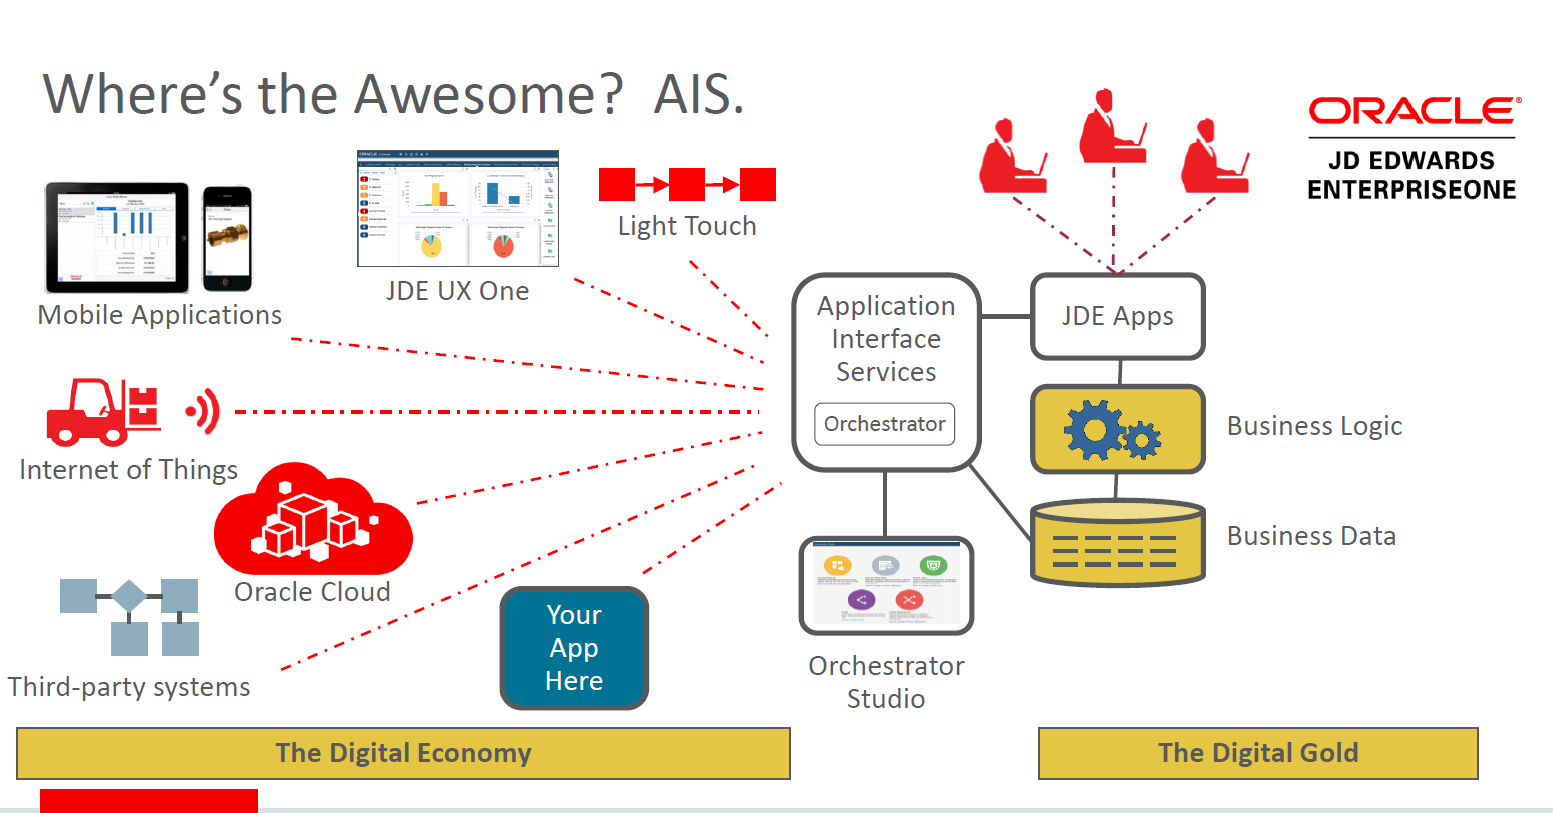 Where's the Awesome?  AIS.
ORACLE®
JD EDWARDS
ENTERPRISEONE
Light Touch
JDE UX One
Mobile Applications
Application
Interface
Services
Orchestrator
JDE Apps
Business Logic
Internet of Things
Business Data
Oracle Cloud
Your
App
Here
Third-party systems
Orchestrator
Studio
The Digital Economy
The Digital Gold